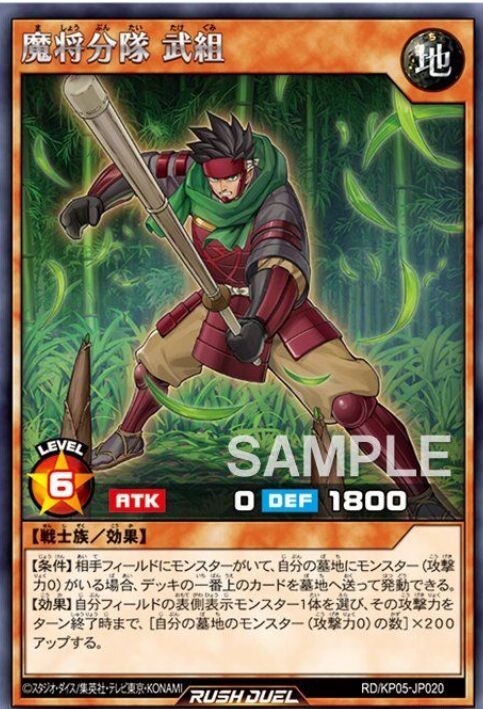 魔将分隊 武組
地
SAMPLE
LEVEL
6
ATK 0 DEF 1800
【戦士族／効果】
【条件】相手フィールドにモンスターがいて、自分の墓地にモンスター（攻撃
力0）がいる場合、デッキの一番上のカードを墓地へ送って発動できる。
【効果】自分フィールドの表側表示モンスター1体を選び、その攻撃力を
ターン終了時まで、［自分の墓地のモンスター（攻撃力0）の数］×200
アップする。
©スタジオ・ダイス/集英社・テレビ東京・KONAMI RUSH DUEL RD/KP05-JP020